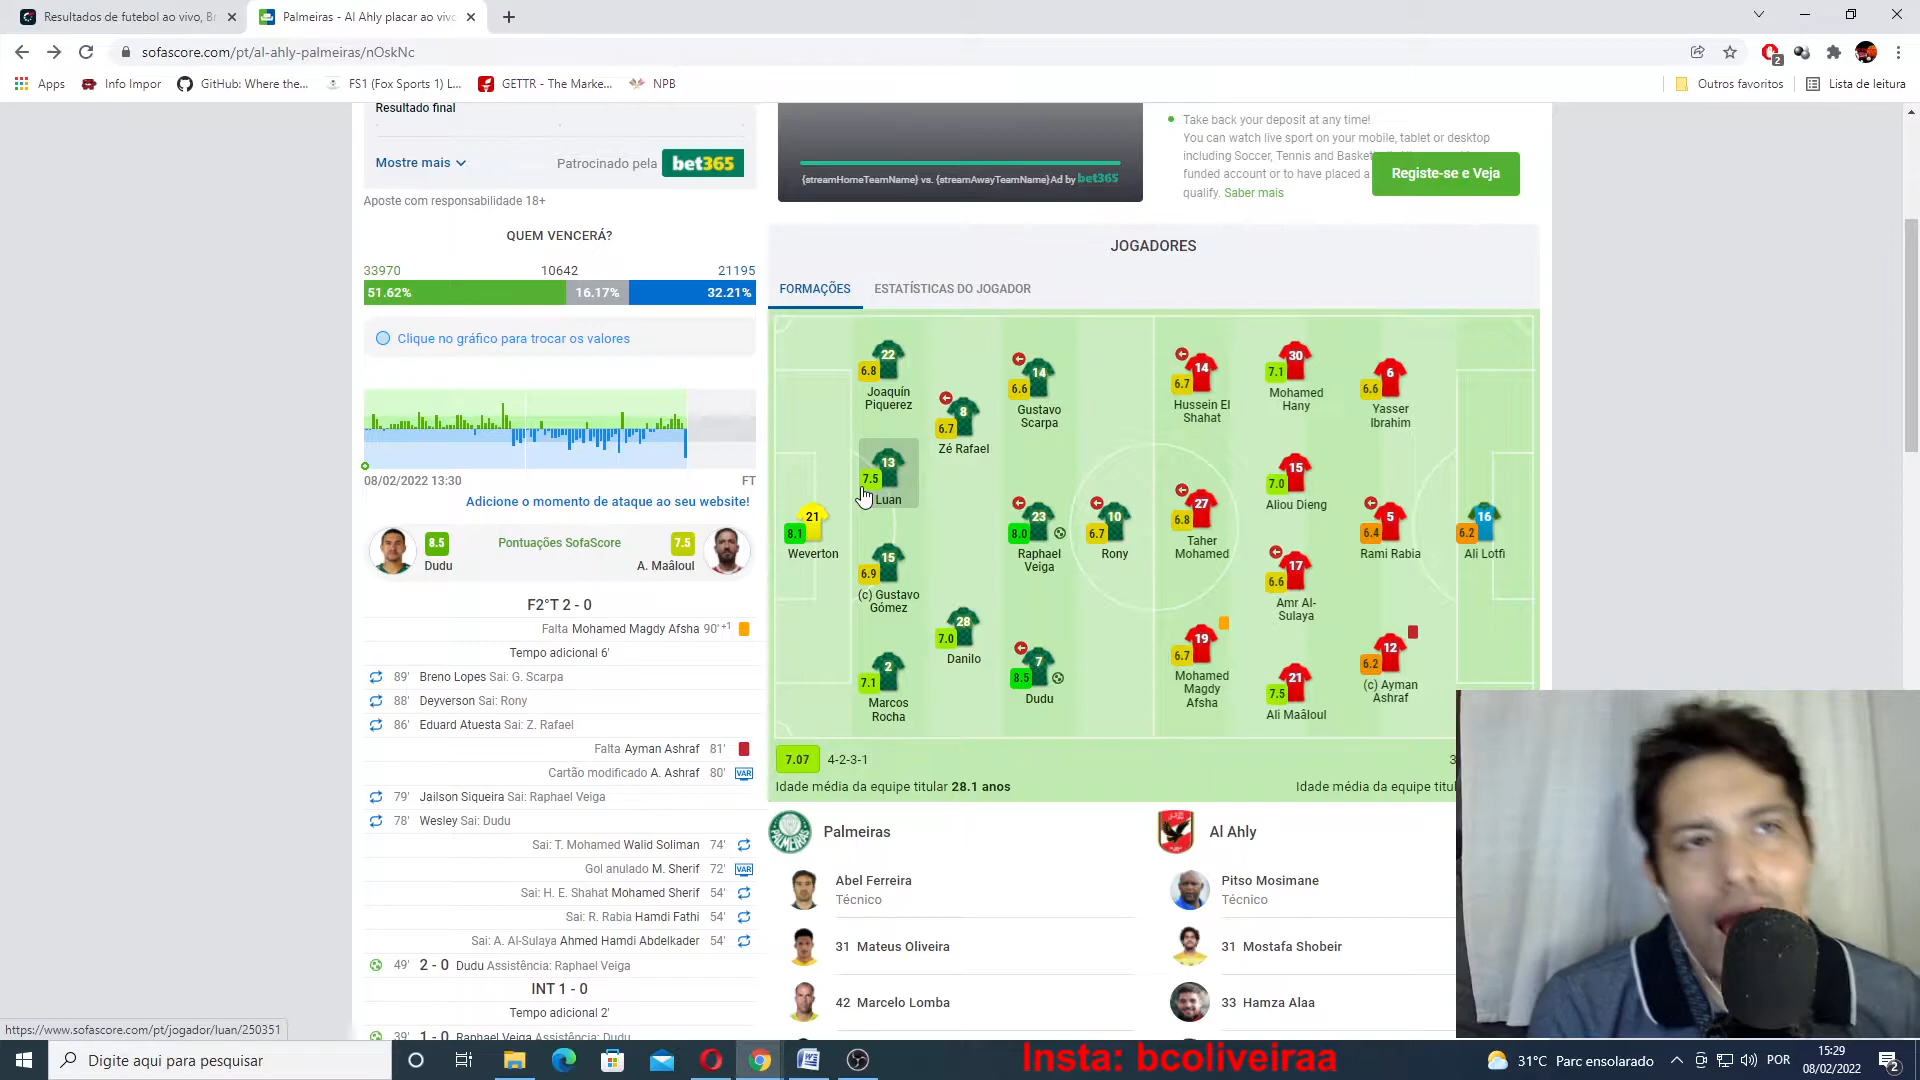 Resultados de futebol ao vivo, Br
Palmeiras - Al Ahly placar ao vivo
sofascore.com/pt/al-ahly-palmeiras/nOskNc
2
Apps
Info Impor
GitHub: Where the...
FS1 (Fox Sports 1) L...
GETTR - The Marke...
NPB
Outros favoritos
Lista de leitura
Resultado final
Mostre mais
Patrocinado pela
bet365
Aposte com responsabilidade 18+
{streamHomeTeamName} vs. {streamAwayTeamName}Ad by bet365
Take back your deposit at any time!
You can watch live sport on your mobile, tablet or desktop
including Soccer, Tennis and
funded account or to have placed a
qualify. Saber mais
Registe-se e Veja
QUEM VENCERÁ?
33970
10642
21195
51.62%
16.17%
32.21%
Clique no gráfico para trocar os valores
08/02/2022 13:30
FT
Adicione o momento de ataque ao seu website!
8.5
Dudu
Pontuações SofaScore
7.5
A. Maâloul
F2°T 2 - 0
Falta Mohamed Magdy Afsha 90'+1
Tempo adicional 6'
89' Breno Lopes Sai: G. Scarpa
88' Deyverson Sai: Rony
86' Eduard Atuesta Sai: Z. Rafael
Falta Ayman Ashraf 81'
Cartão modificado A. Ashraf 80' VAR
79' Jailson Siqueira Sai: Raphael Veiga
78' Wesley Sai: Dudu
Sai: T. Mohamed Walid Soliman 74'
Gol anulado M. Sherif 72' VAR
Sai: H. E. Shahat Mohamed Sherif 54'
Sai: R. Rabia Hamdi Fathi 54'
Sai: A. Al-Sulaya Ahmed Hamdi Abdelkader 54'
49' 2 - 0 Dudu Assistência: Raphael Veiga
INT 1 - 0
Tempo adicional 2'
39' 1 - 0 Raphael Veiga Assistência: Dudu
JOGADORES
FORMAÇÕES
ESTATÍSTICAS DO JOGADOR
21
8.1
Weverton
22
6.8
Joaquín
Piquerez
13
7.5
Luan
15
6.9
(c) Gustavo
Gómez
2
7.1
Marcos
Rocha
8
6.7
Zé Rafael
28
7.0
Danilo
14
6.6
Gustavo
Scarpa
23
8.0
Raphael
Veiga
7
8.5
Dudu
10
6.7
Rony
14
6.7
Hussein El
Shahat
27
6.8
Taher
Mohamed
19
6.7
Mohamed
Magdy
Afsha
30
7.1
Mohamed
Hany
15
7.0
Aliou Dieng
17
6.6
Amr Al-
Sulaya
21
7.5
Ali Maâloul
6
6.6
Yasser
Ibrahim
5
6.4
Rami Rabia
12
6.2
(c) Ayman
Ashraf
16
6.2
Ali Lotfi
7.07
4-2-3-1
3
Idade média da equipe titular 28.1 anos
Idade média da equipe
PALMEIRAS
Palmeiras
Al Ahly
Abel Ferreira
Técnico
Pitso Mosimane
Técnico
31 Mateus Oliveira
31 Mostafa Shobeir
42 Marcelo Lomba
33 Hamza Alaa
https://www.sofascore.com/pt/jogador/luan/250351
Digite aqui para pesquisar
Insta: bcoliveiraa
31°C Parc ensolarado
POR
15:29
08/02/2022
2